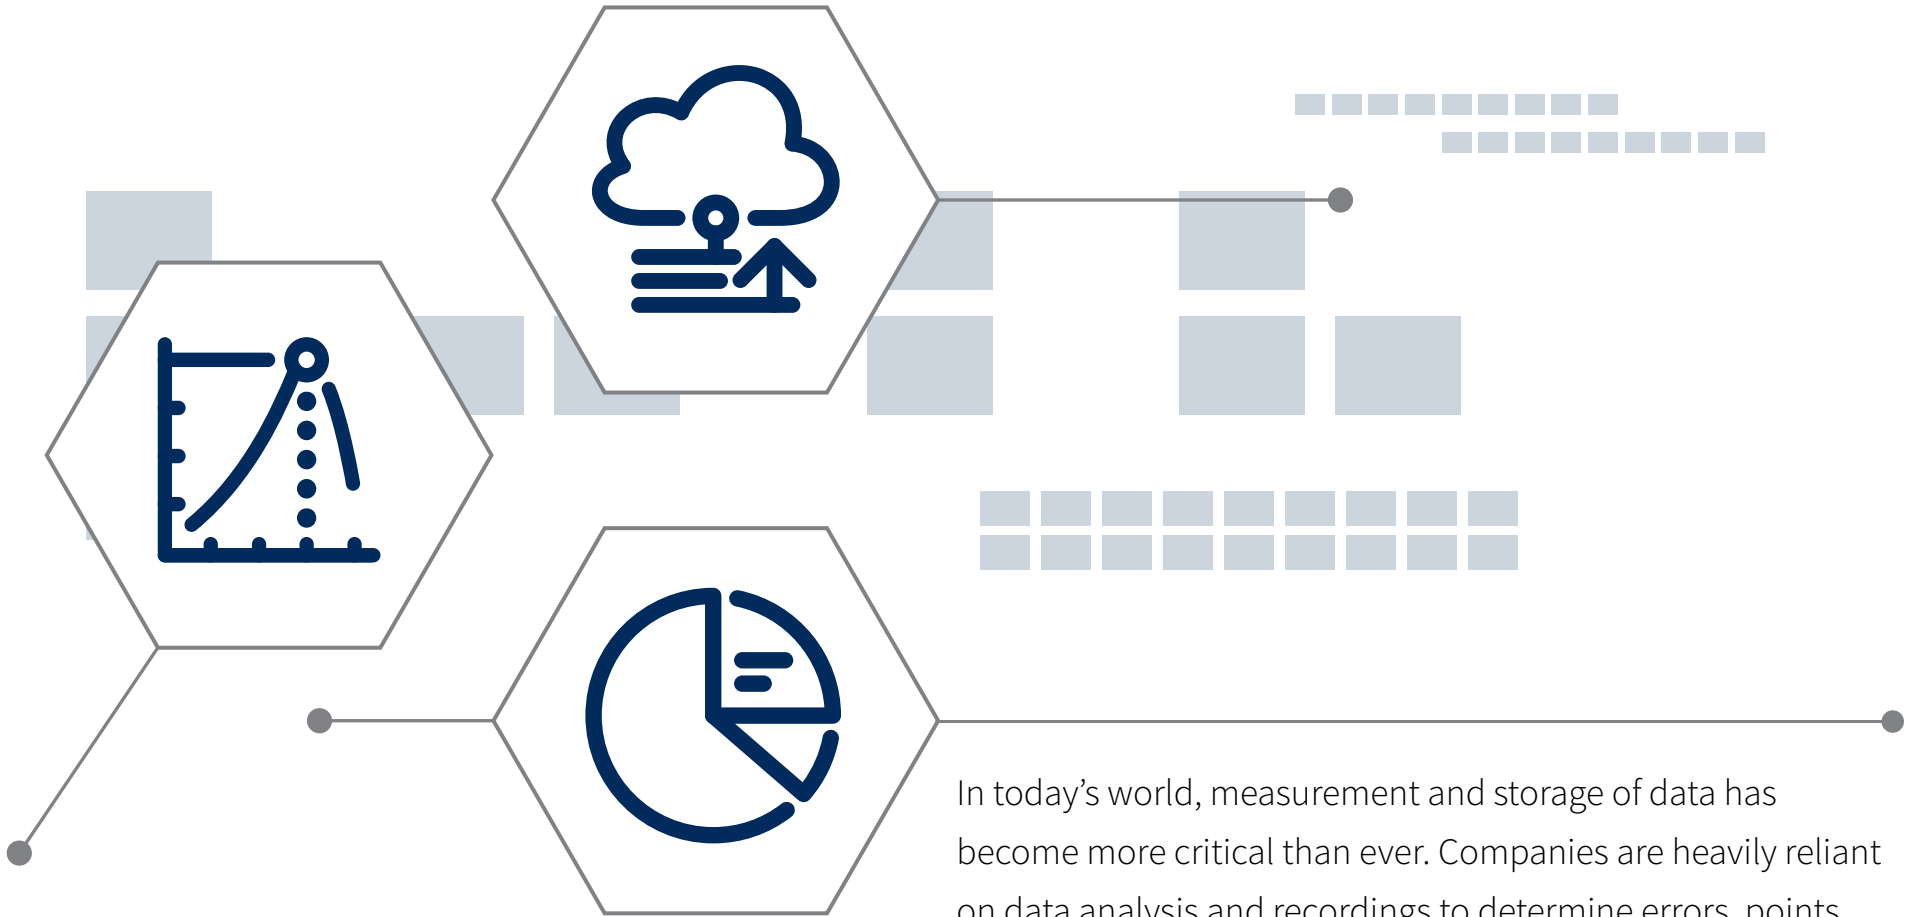 In today’s world, measurement and storage of data has
become more critical than ever. Companies are heavily reliant
on data analysis and recordings to determine errors, points